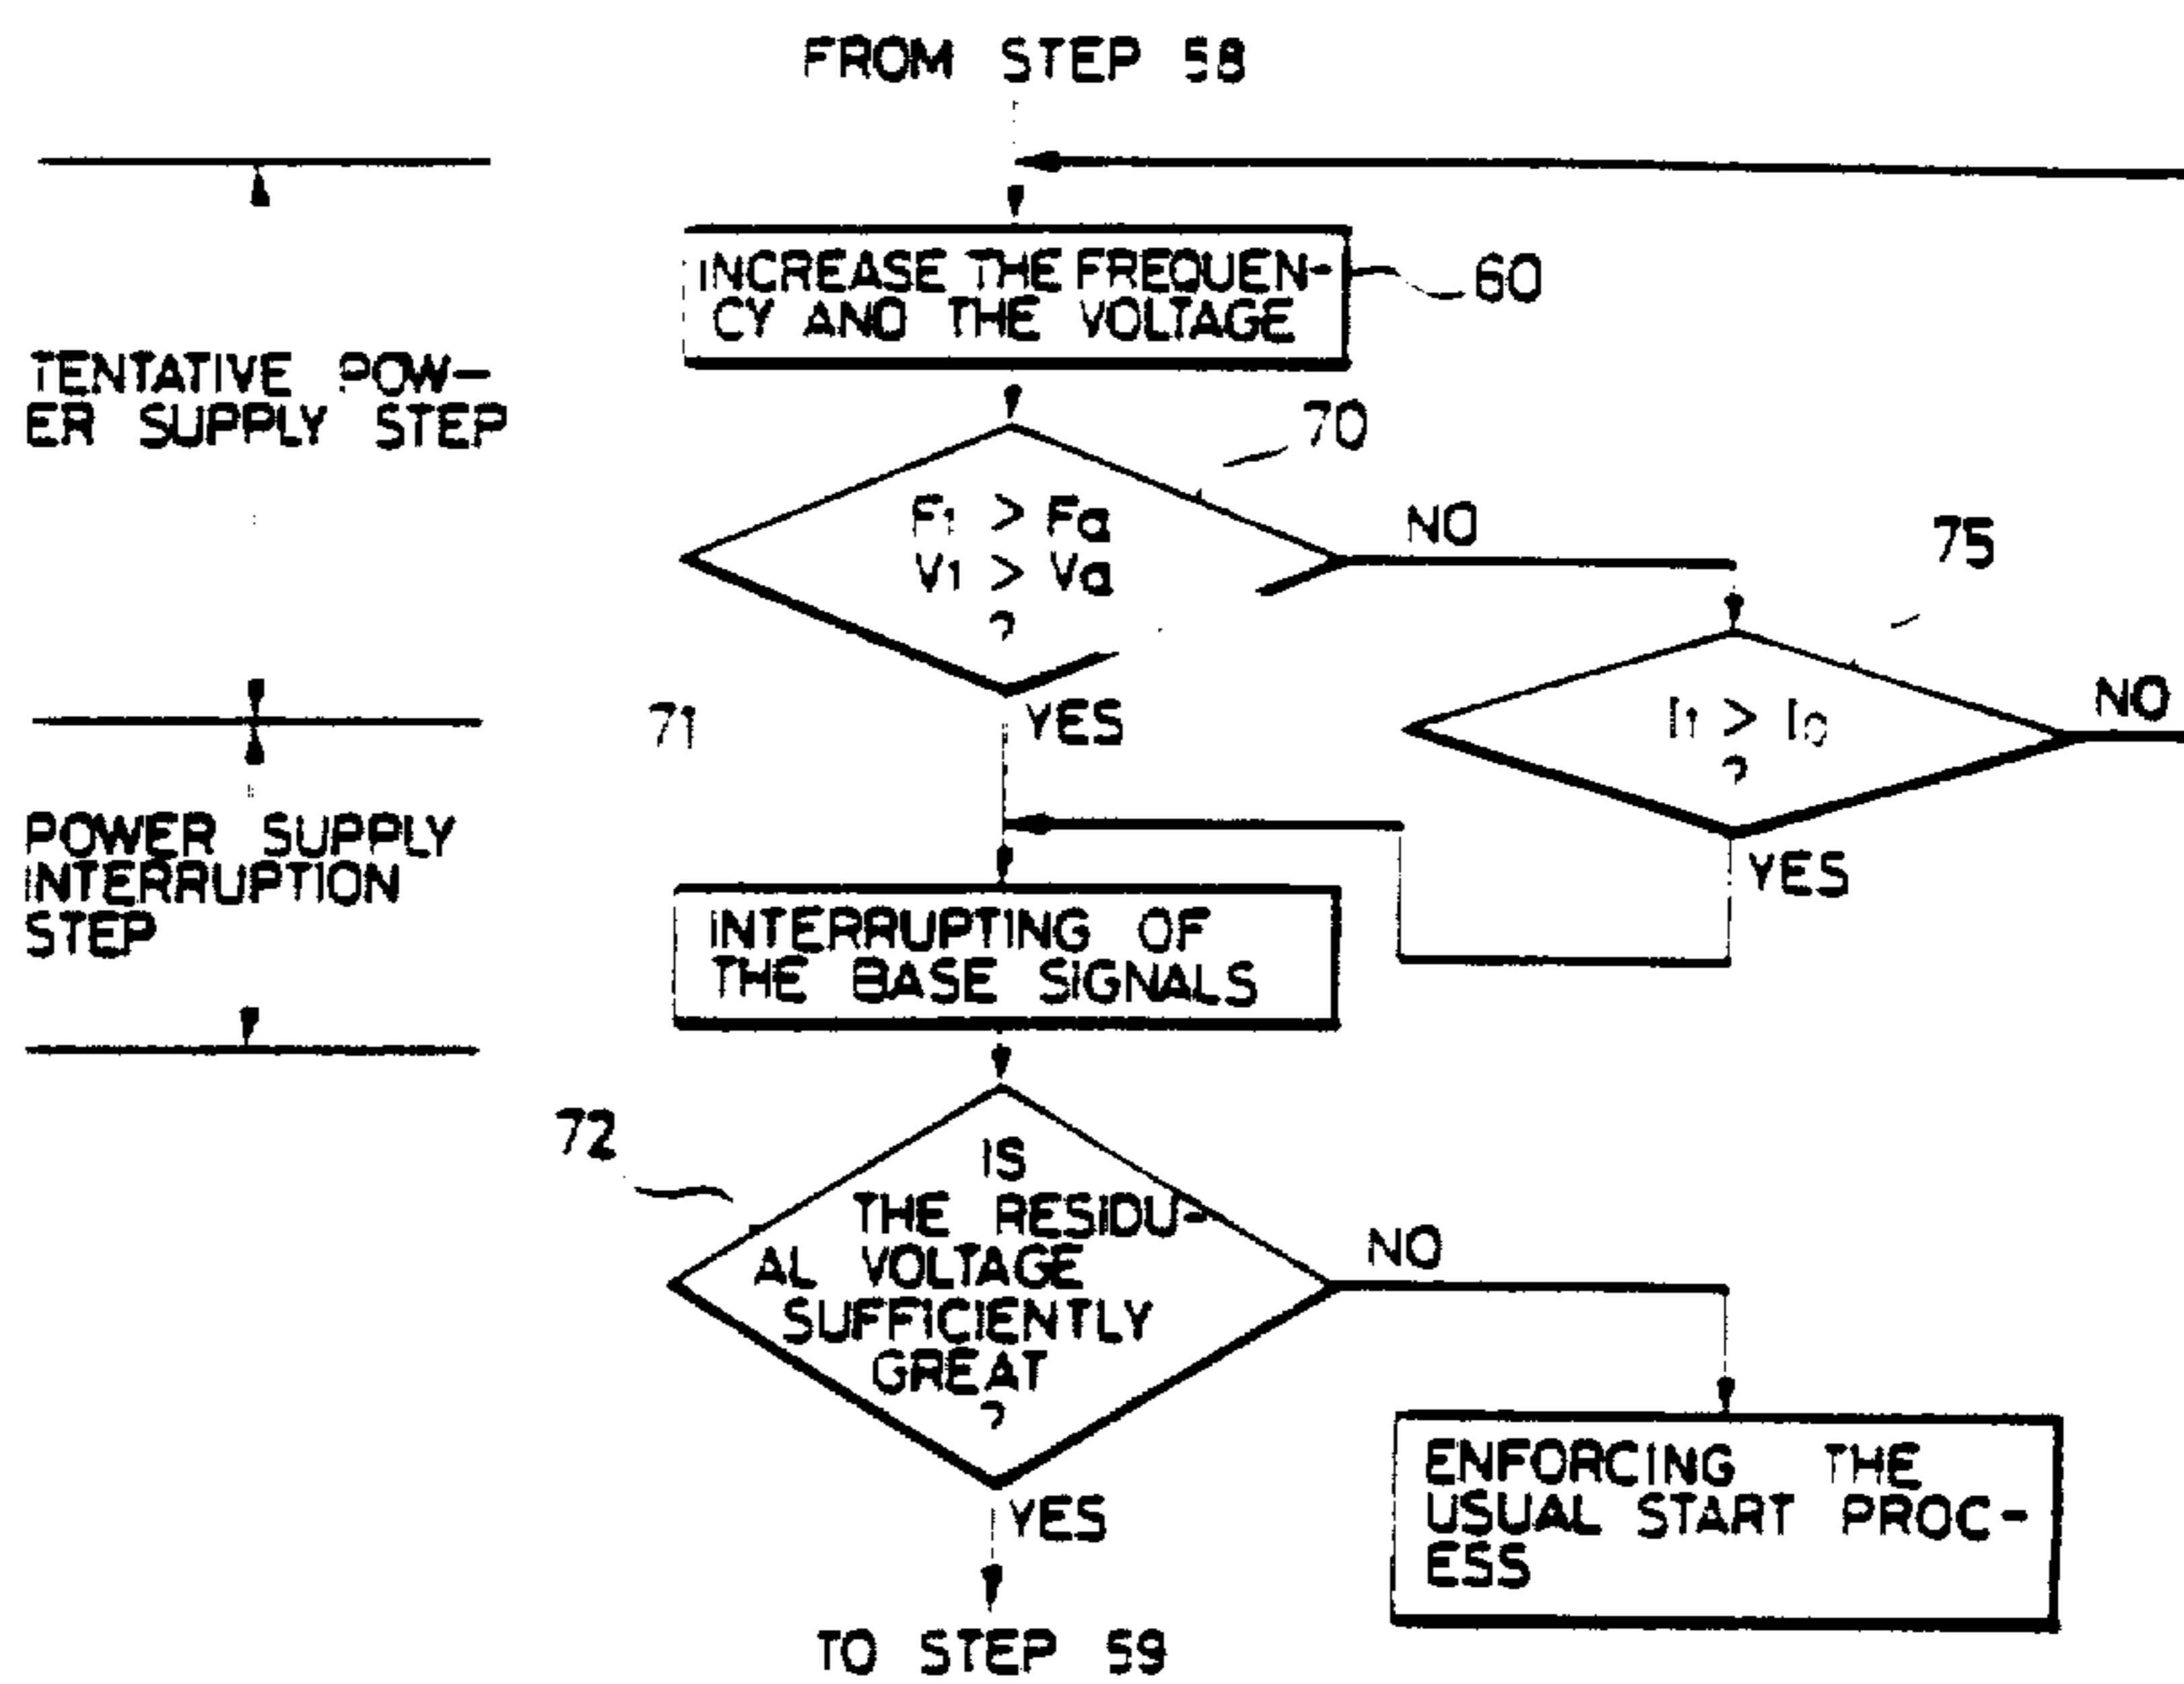 FROM STEP 58
INCREASE THE FREQUEN-
CY AND THE VOLTAGE
60
TENTATIVE POW-
ER SUPPLY STEP
70
F1 > Fa
V1 > Va
?
NO
75
YES
71
I1 >
?
NO
YES
POWER SUPPLY
INTERRUPTION
STEP
INTERRUPTING OF
THE BASE SIGNALS
72
IS
THE RESIDU-
AL VOLTAGE
SUFFICIENTLY
GREAT
?
NO
YES
ENFORCING THE
USUAL START PROC-
ESS
TO STEP 59